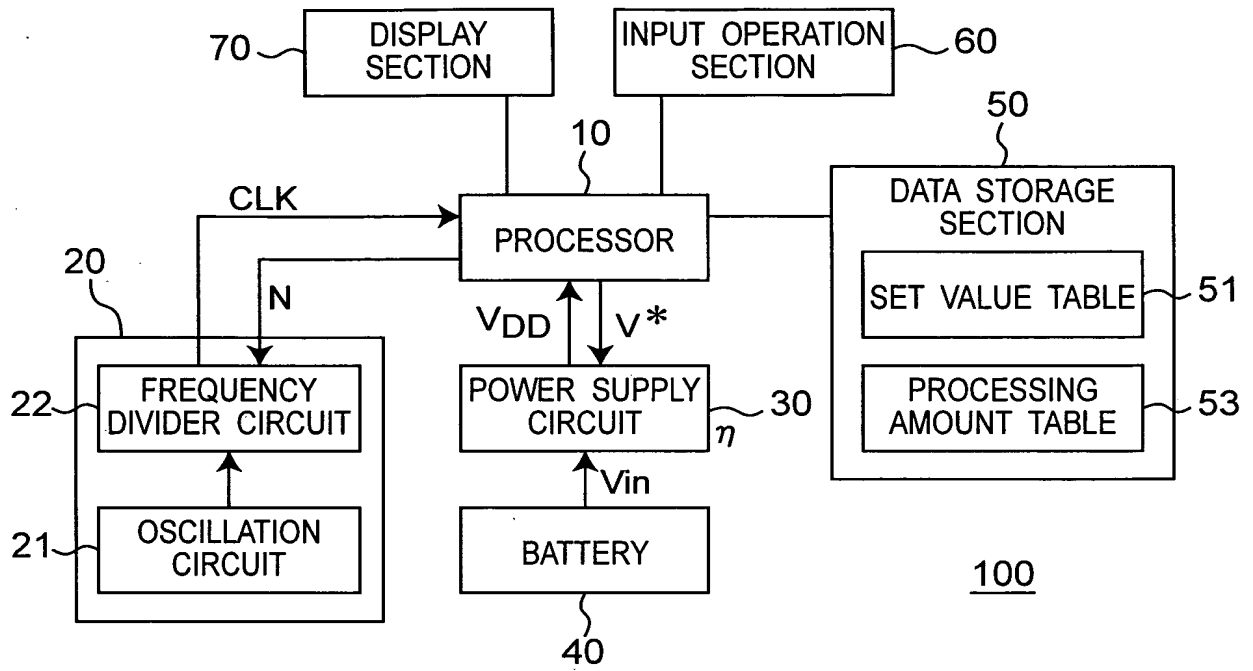 70
DISPLAY
SECTION
INPUT OPERATION
SECTION
60
10
50
CLK
PROCESSOR
DATA STORAGE
SECTION
20
N
VDD
V*
SET VALUE TABLE
51
22
FREQUENCY
DIVIDER CIRCUIT
POWER SUPPLY
CIRCUIT
30
η
PROCESSING
AMOUNT TABLE
53
Vin
21
OSCILLATION
CIRCUIT
BATTERY
40
100